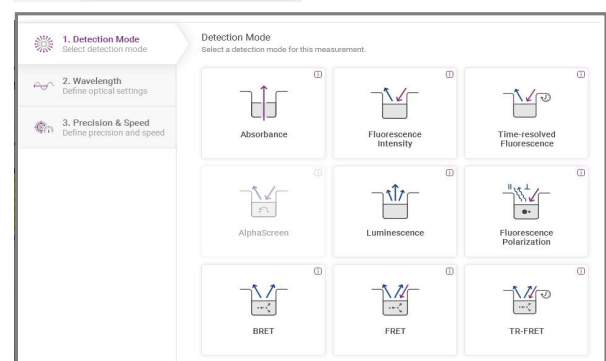 1. Detection Mode
Select detection mode
2. Wavelength
Define optical settings
3. Precision & Speed
Define precision and speed
Detection Mode
Select a detection mode for this measurement.
Absorbance
Fluorescence
Intensity
Time-resolved
Fluorescence
AlphaScreen
Luminescence
Fluorescence
Polarization
BRET
FRET
TR-FRET